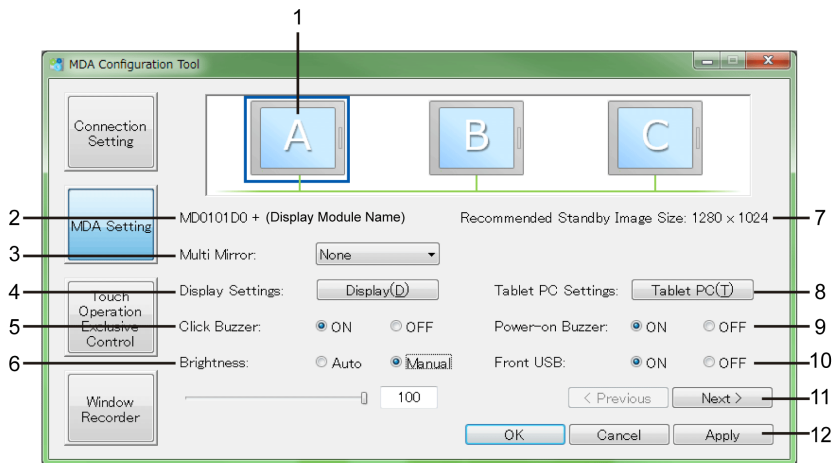 1
MDA Configuration Tool
Connection
Setting
A
B
C
2
MDA Setting
MD0101D0 + (Display Module Name)
Recommended Standby Image Size: 1280 × 1024
7
3
Multi Mirror:
None
4
Display Settings:
Display(D)
Tablet PC Settings:
Tablet PC(T)
8
Touch
Operation
Exclusive
Control
5
Click Buzzer:
ON
OFF
Power-on Buzzer:
ON
OFF
9
6
Brightness:
Auto
Manual
Front USB:
ON
OFF
10
Window
Recorder
100
< Previous
Next >
11
OK
Cancel
Apply
12